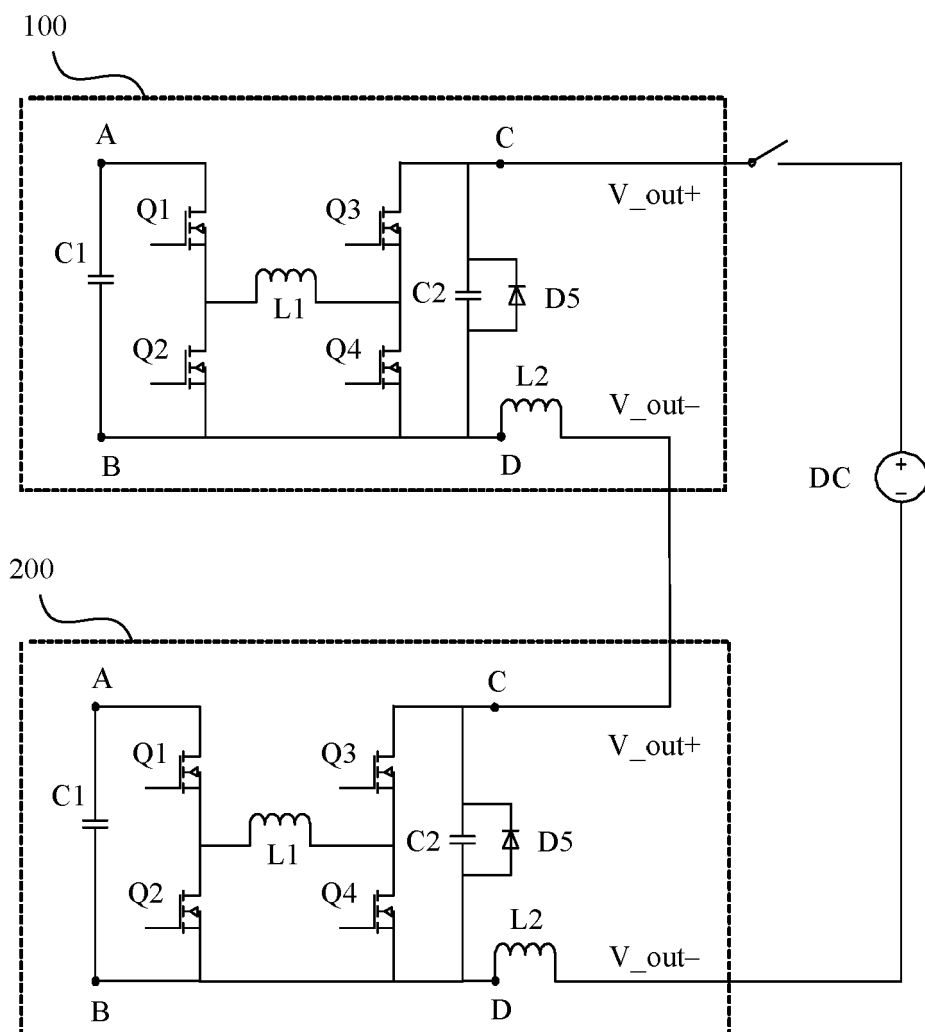 100
A
C
V_out+
Q1
Q3
C1
L1
C2
D5
Q2
Q4
L2
V_out–
B
D
DC
+
–
200
A
C
V_out+
Q1
Q3
C1
L1
C2
D5
Q2
Q4
L2
V_out–
B
D